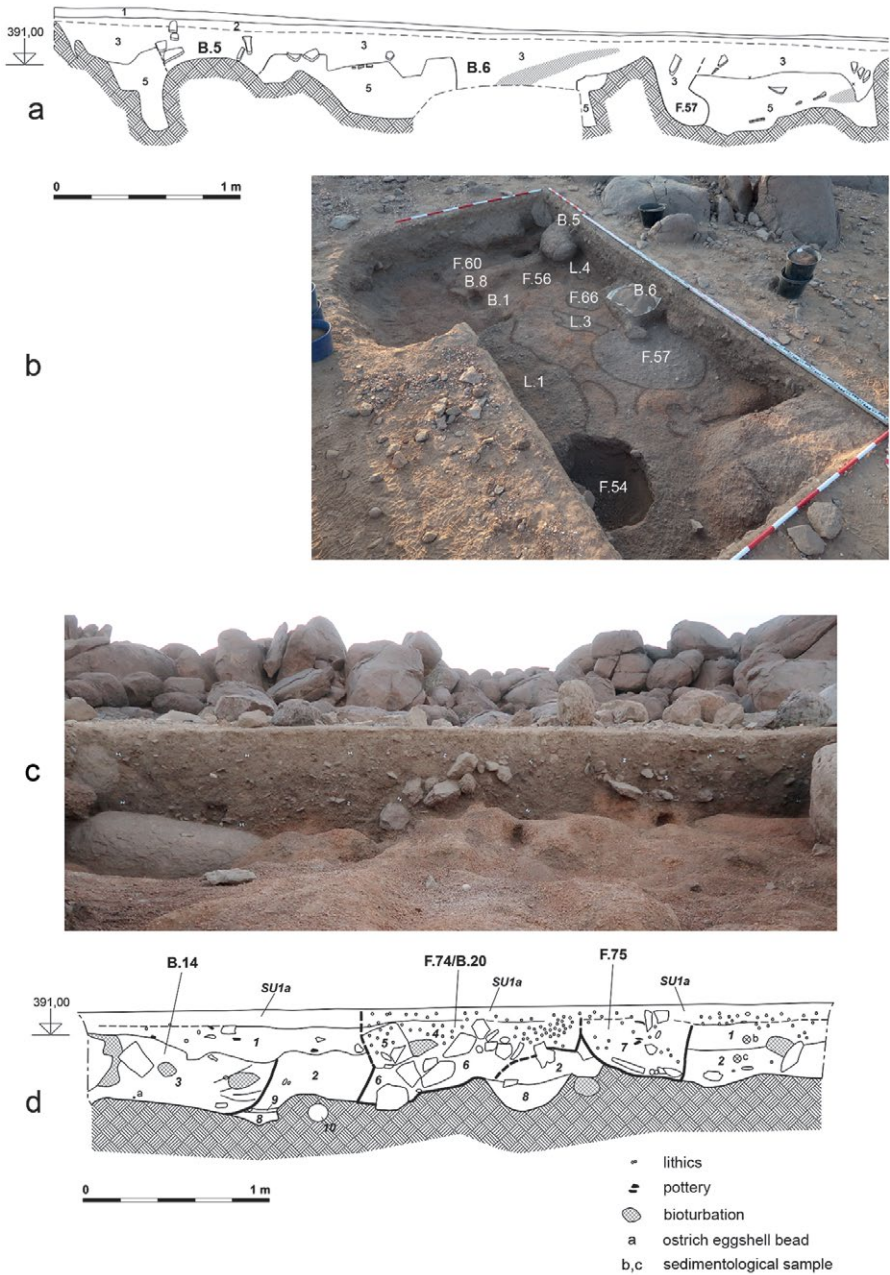 1
2
391,00
3 B.5 3 3
B.6
3 3
5 5 5 F.57 5
a
0 1 m
B.5
F.60 L.4
F.56
B.8 B.6
B.1 F.66
L.3
F.57
L.1
F.54
b
c
B.14 F.74/B.20 F.75
SU1a SU1a SU1a
391,00
1 5 4 1
7
3 2 6 6 2 2
9 8
a 8 10
d
0 1 m
lithics
pottery
bioturbation
a ostrich eggshell bead
b,c sedimentological sample